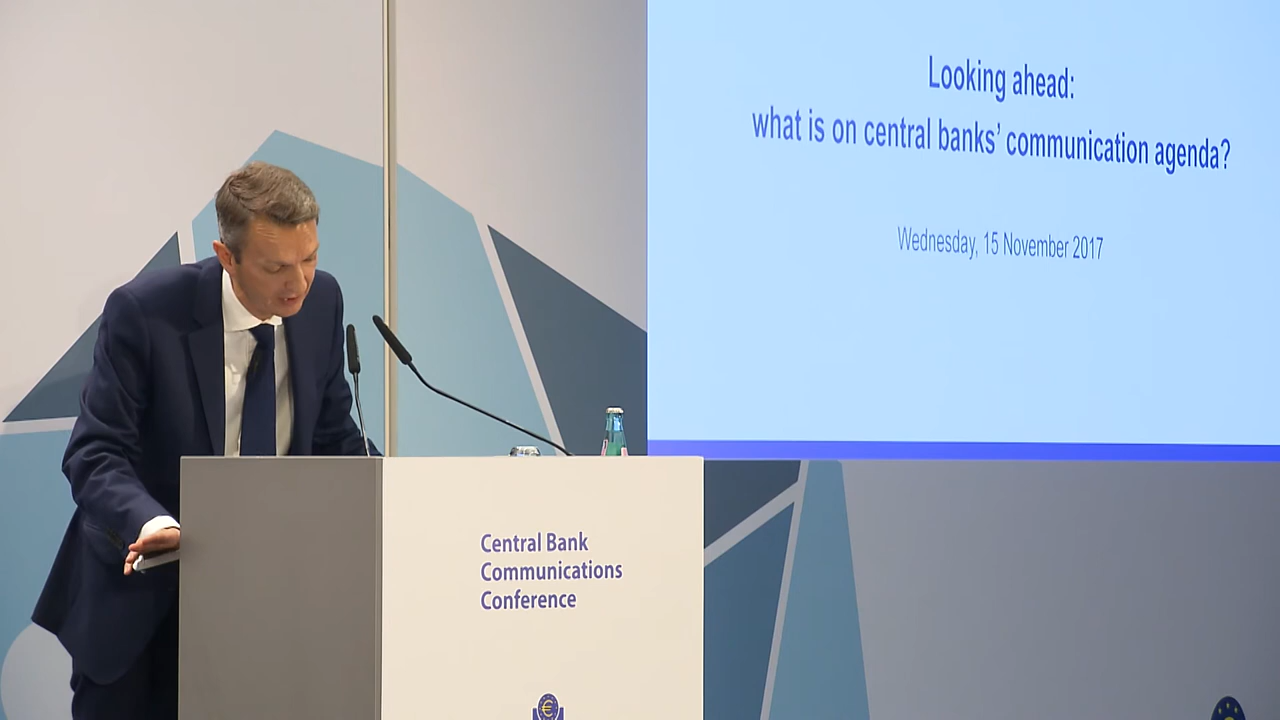 Looking ahead:
what is on central banks’ communication agenda?
Wednesday, 15 November 2017
Central Bank
Communications
Conference